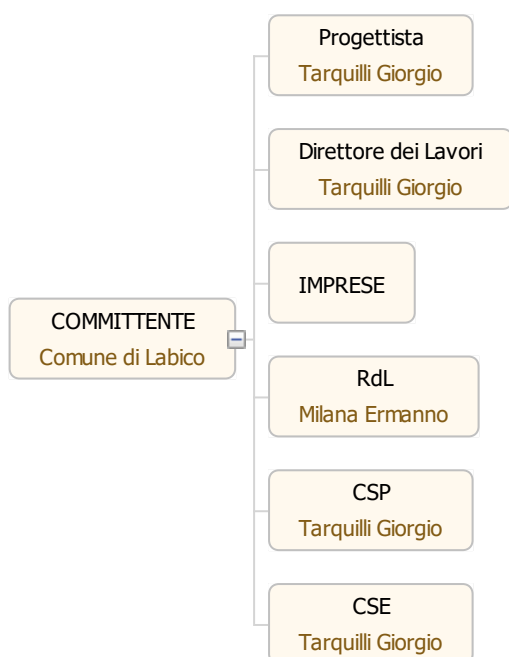 Progettista
Tarquilli Giorgio
Direttore dei Lavori
Tarquilli Giorgio
IMPRESE
COMMITTENTE
Comune di Labico
RdL
Milana Ermanno
CSP
Tarquilli Giorgio
CSE
Tarquilli Giorgio